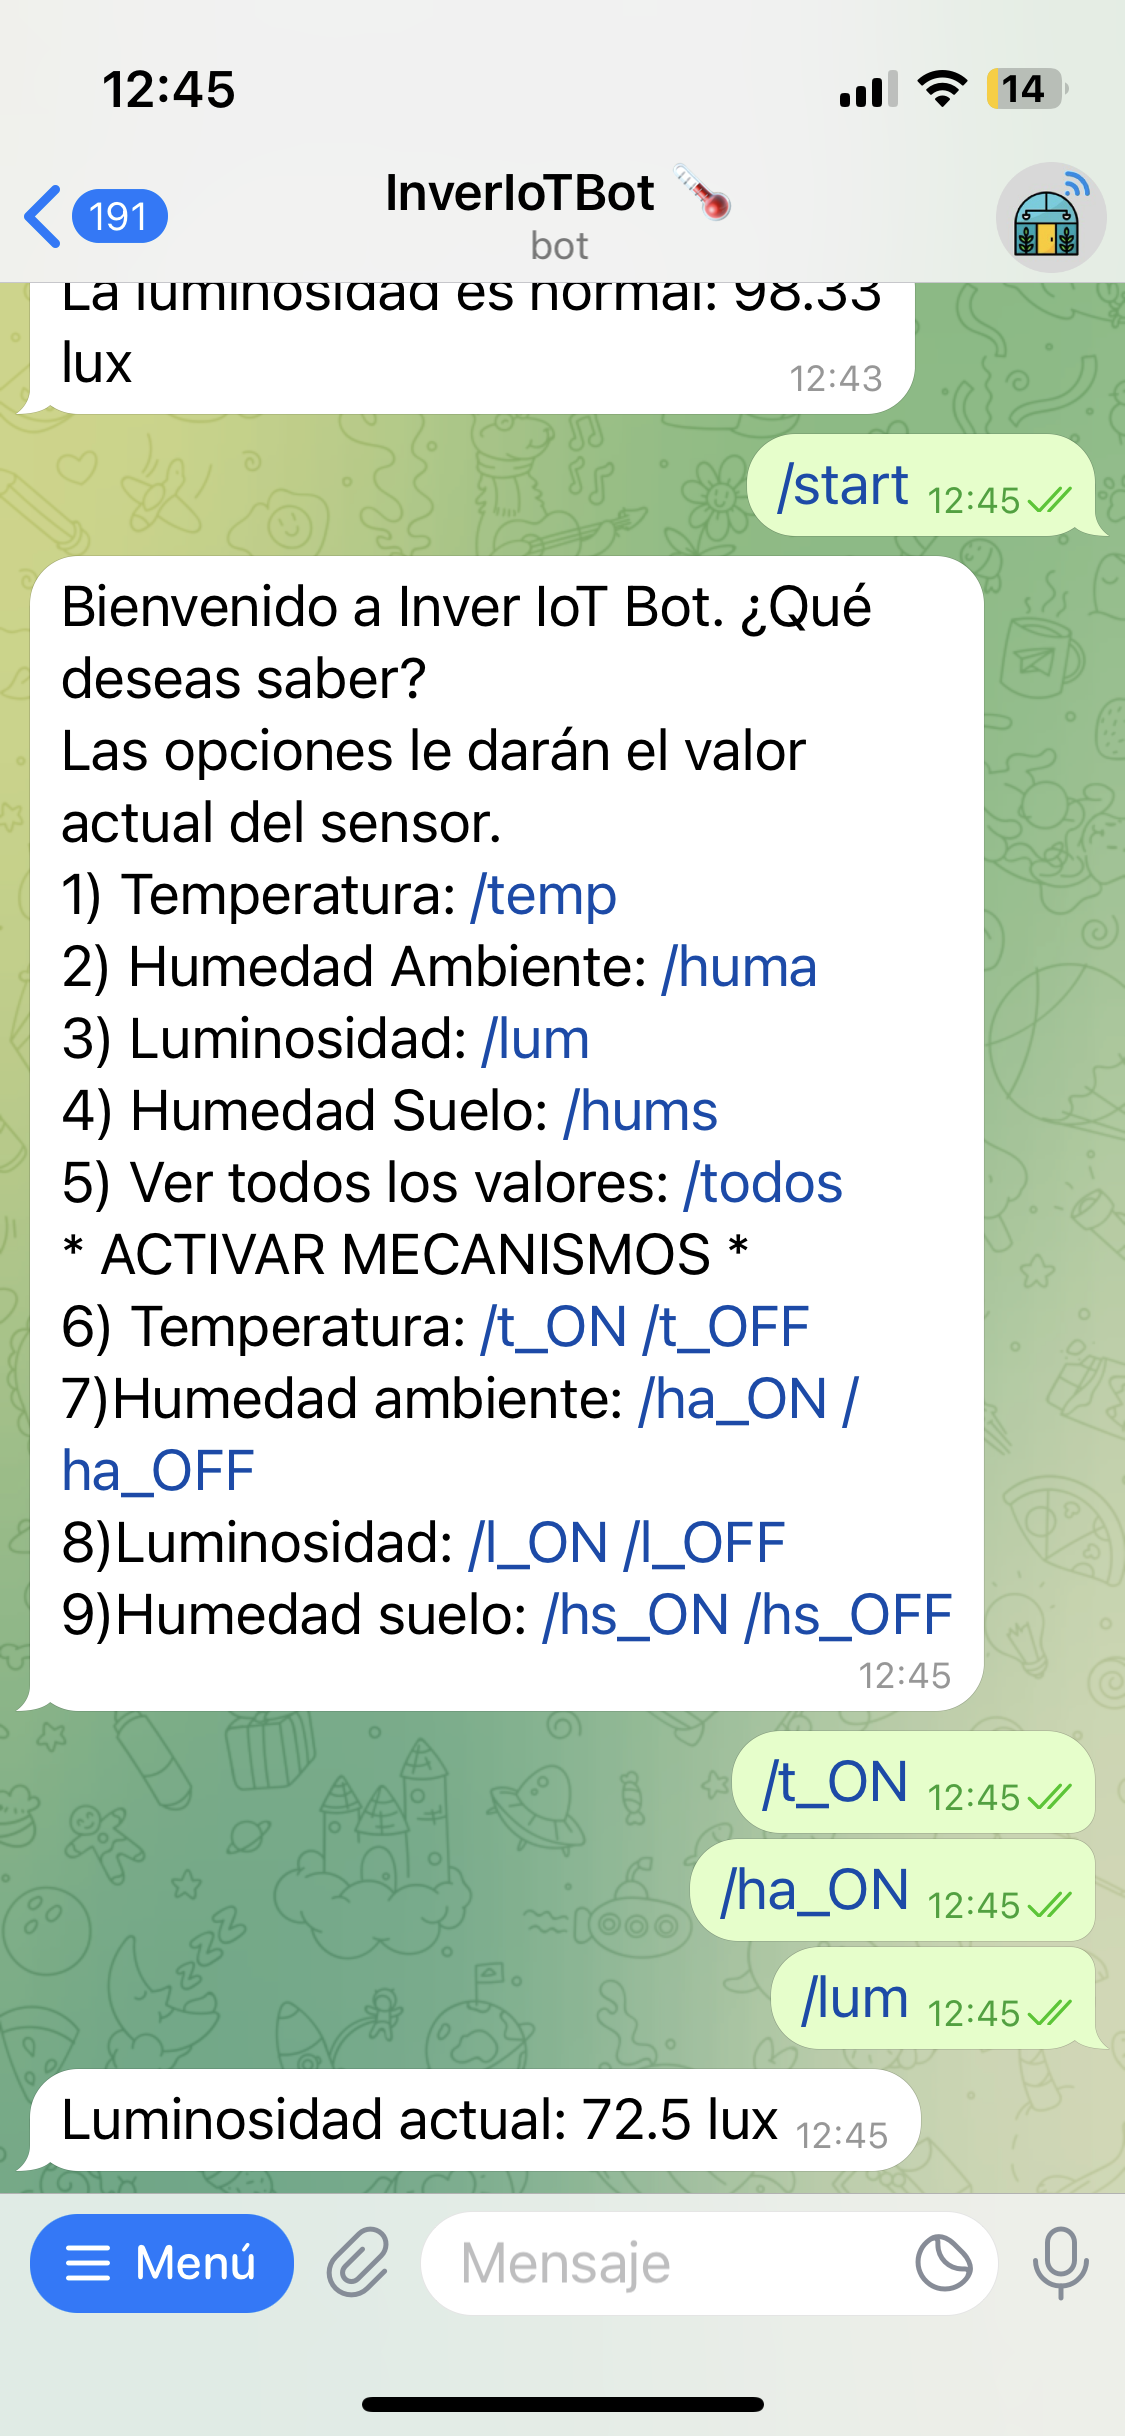 12:45
14
191
InverIoTBot 🌡️
bot
La luminosidad es normal: 98.33
lux
12:43
/start 12:45
Bienvenido a Inver IoT Bot. ¿Qué
deseas saber?
Las opciones le darán el valor
actual del sensor.
1) Temperatura: /temp
2) Humedad Ambiente: /huma
3) Luminosidad: /lum
4) Humedad Suelo: /hums
5) Ver todos los valores: /todos
* ACTIVAR MECANISMOS *
6) Temperatura: /t_ON /t_OFF
7)Humedad ambiente: /ha_ON /
ha_OFF
8)Luminosidad: /l_ON /l_OFF
9)Humedad suelo: /hs_ON /hs_OFF
12:45
/t_ON 12:45
/ha_ON 12:45
/lum 12:45
Luminosidad actual: 72.5 lux 12:45
Menú
Mensaje